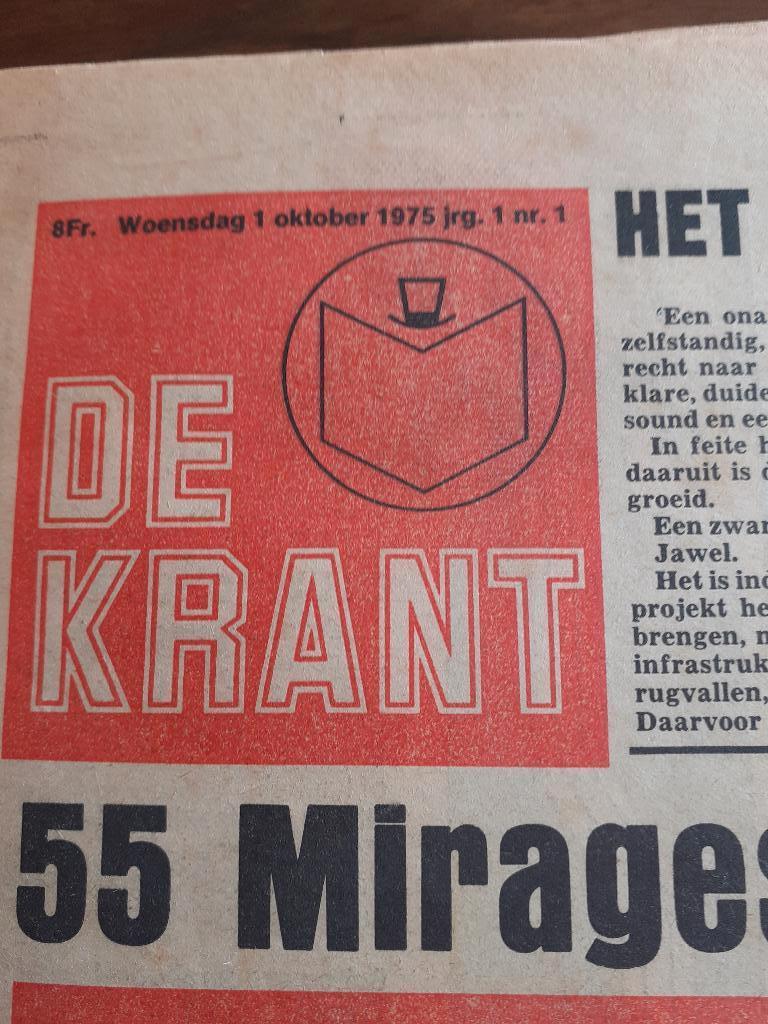 8Fr. Woensdag 1 oktober 1975 jrg. 1 nr. 1
DE
KRANT
HET
'Een ona
zelfstandig,
recht naar
klare, duide
sound en ee
In feite h
daaruit is d
groeid.
Een zwar
Jawel.
Het is ind
projekt he
brengen, n
infrastruk
rugvallen,
Daarvoor
55 Mirages